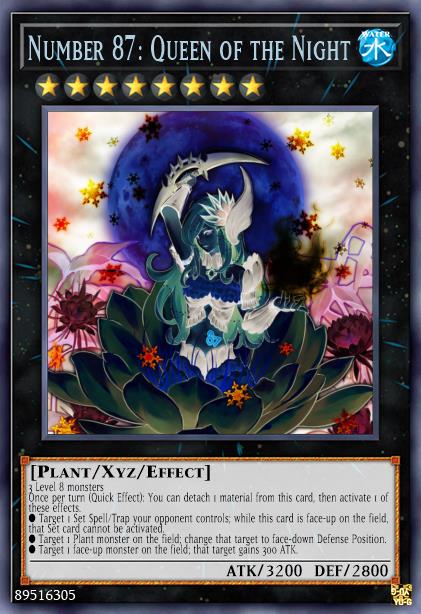 Number 87: Queen of the Night
WATER
水
87
[Plant/Xyz/Effect]
3 Level 8 monsters
Once per turn (Quick Effect): You can detach 1 material from this card, then activate 1 of
these effects.
● Target 1 Set Spell/Trap your opponent controls; while this card is face-up on the field,
that Set card cannot be activated.
● Target 1 Plant monster on the field; change that target to face-down Defense Position.
● Target 1 face-up monster on the field; that target gains 300 ATK.
ATK/3200 DEF/2800
89516305